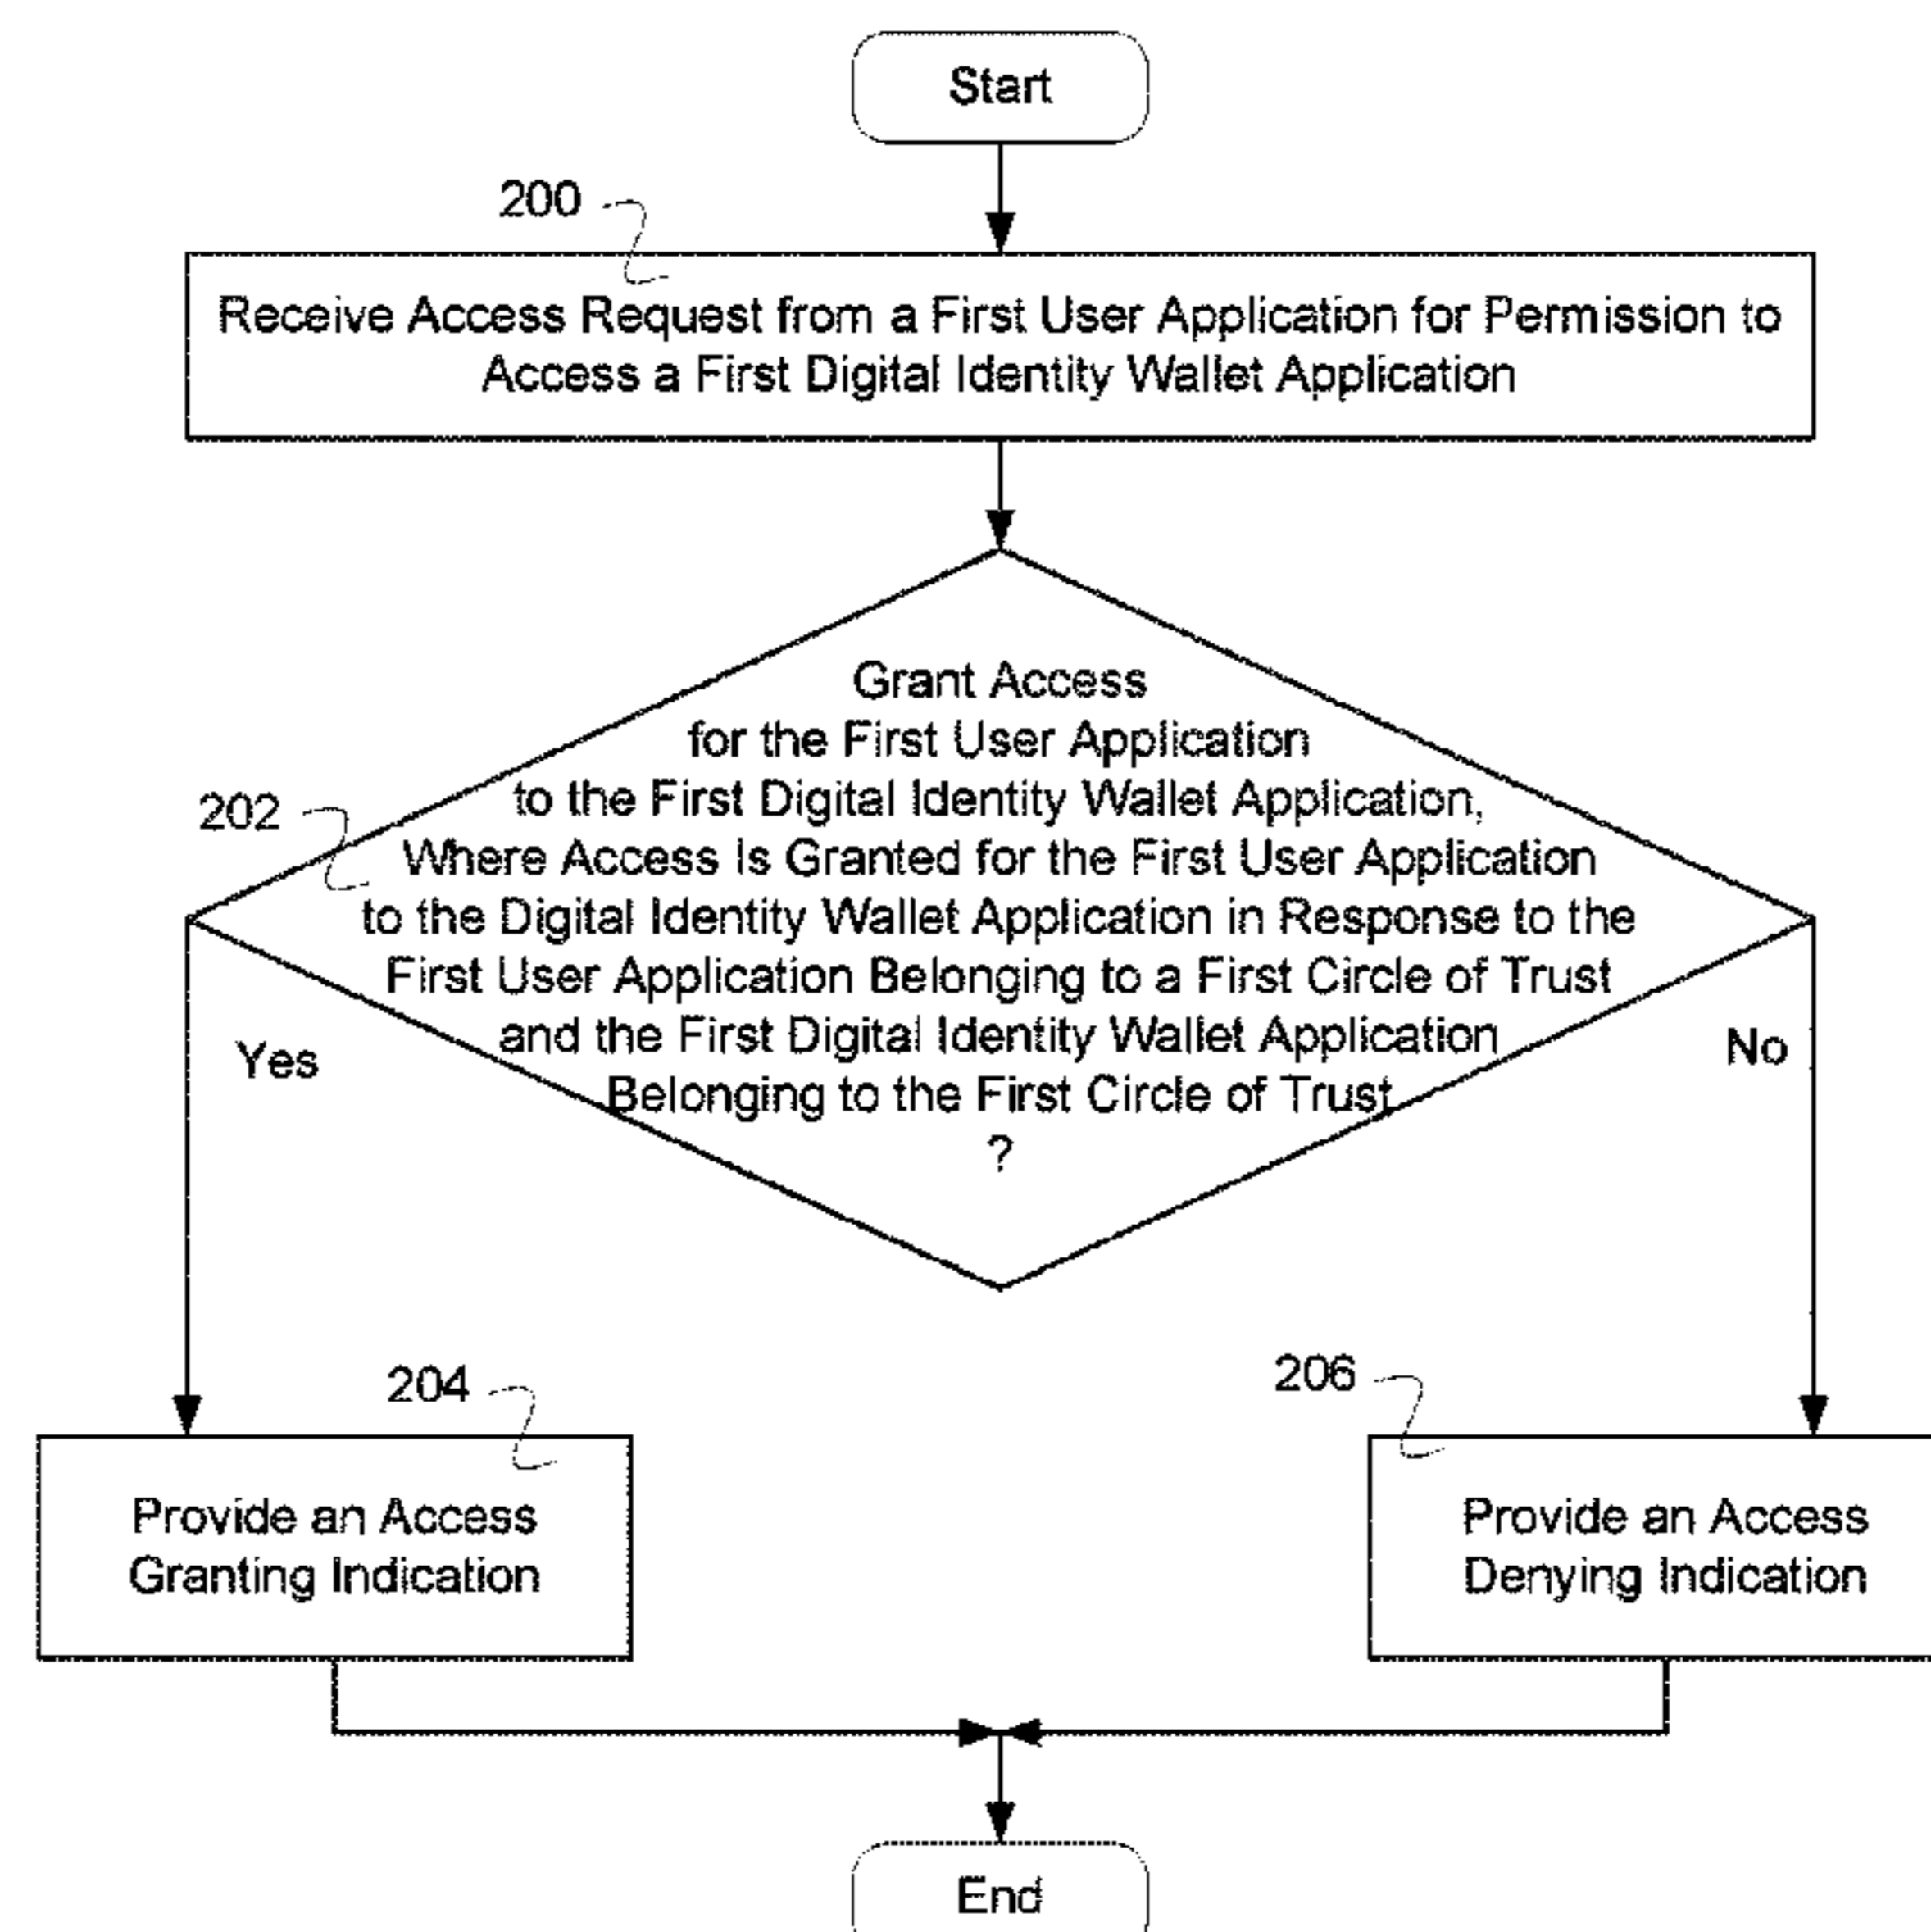 Start
200
Receive Access Request from a First User Application for Permission to
Access a First Digital Identity Wallet Application
Grant Access
for the First User Application
to the First Digital Identity Wallet Application,
202
Where Access Is Granted for the First User Application
to the Digital Identity Wallet Application in Response to the
First User Application Belonging to a First Circle of Trust
and the First Digital Identity Wallet Application
Yes
No
Belonging to the First Circle of Trust
?
204
206
Provide an Access
Granting Indication
Provide an Access
Denying Indication
End